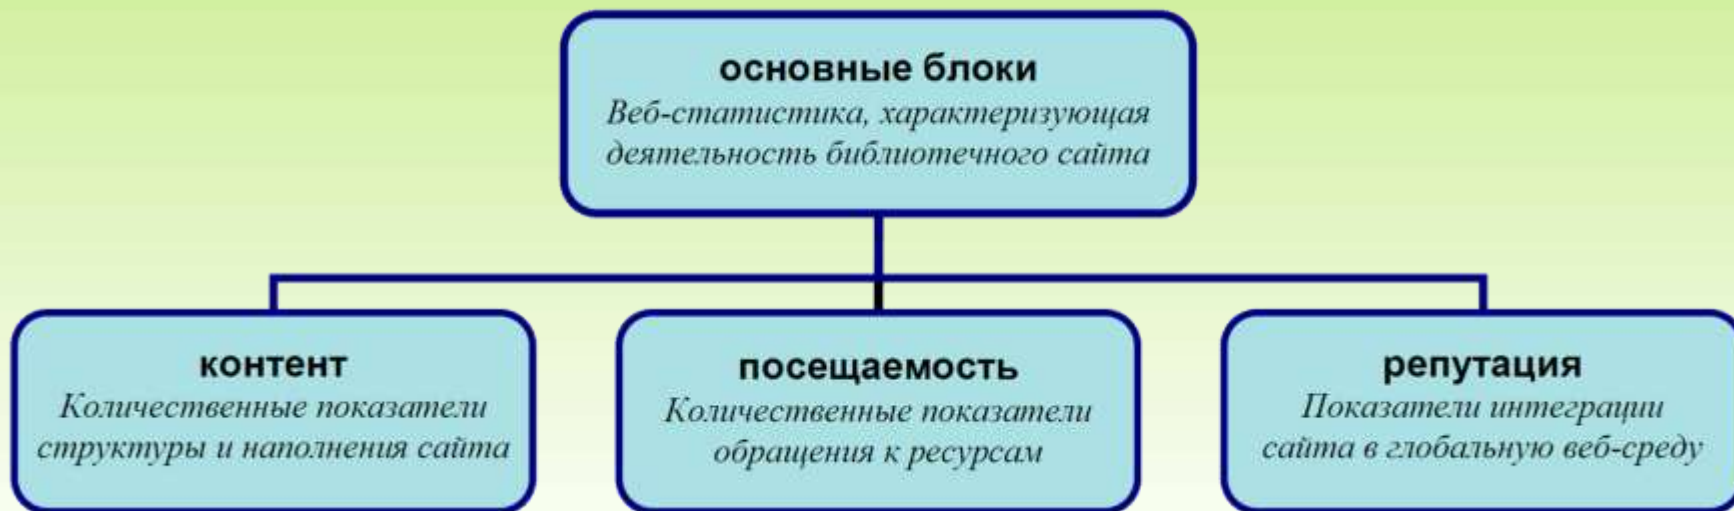 основные блоки
Веб-статистика, характеризующая
деятельность библиотечного сайта
контент
Количественные показатели
структуры и наполнения сайта
посещаемость
Количественные показатели
обращения к ресурсам
репутация
Показатели интеграции
сайта в глобальную веб-среду